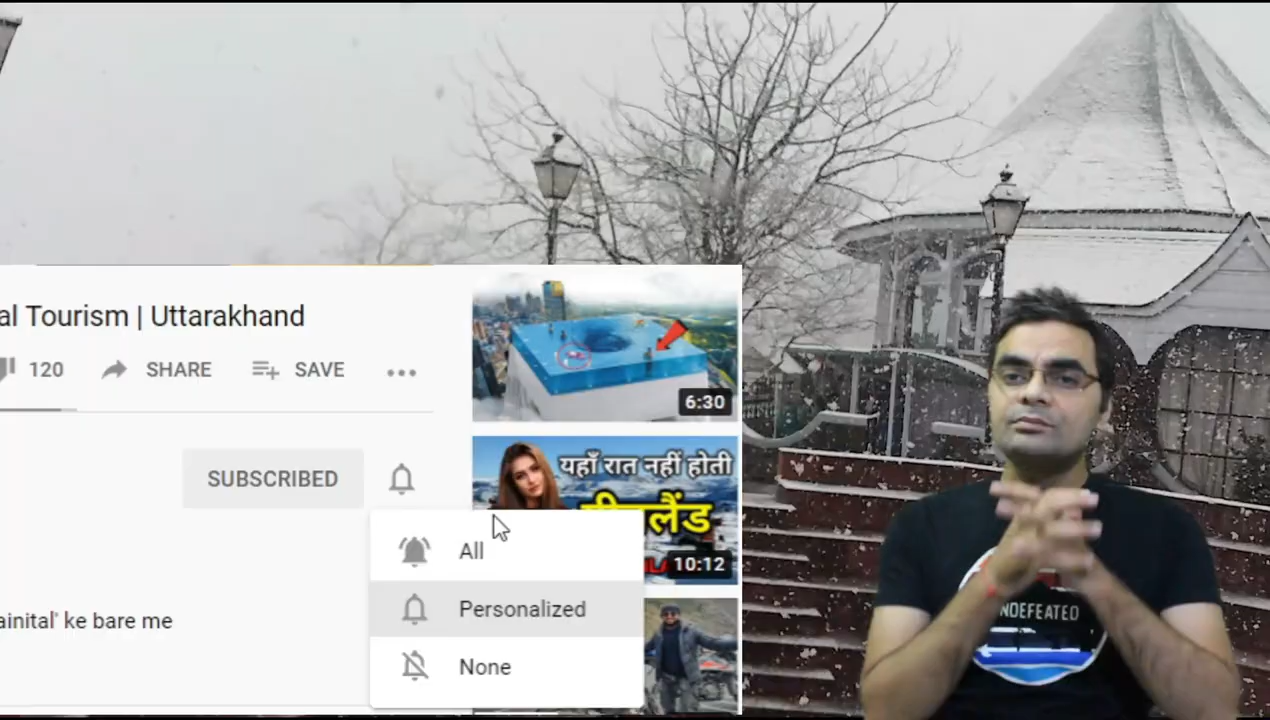 al Tourism | Uttarakhand
120 SHARE SAVE
6:30
SUBSCRIBED
यहाँ रात नहीं होती
10:12
All
Personalized
None
ainital' ke bare me
NDEFEATED